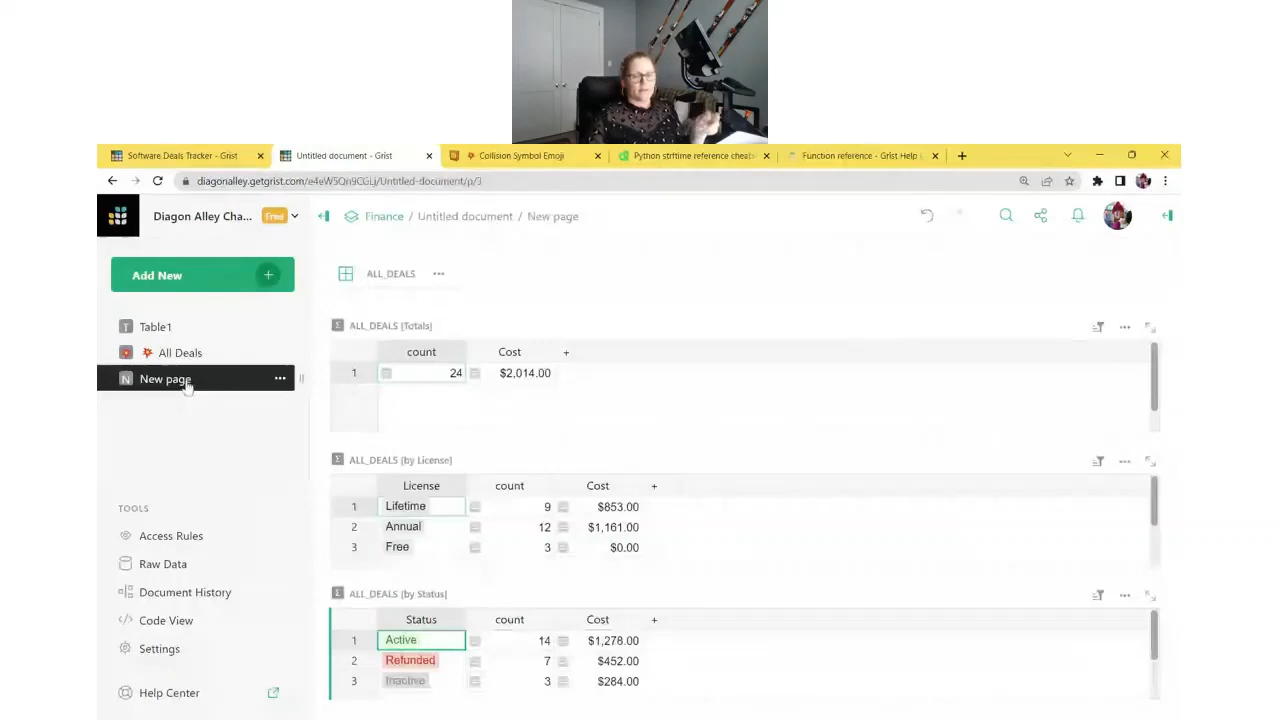 Software Deals Tracker - Grist
Untitled document - Grist
Collision Symbol Emoji
Python strftime reference cheats
Function reference - Grist Help
diagonalley.getgrist.com/e4eW5Qn9CGLj/Untitled-document/p/3
Diagon Alley Cha... Free
Finance / Untitled document / New page
Add New
Table1
All Deals
New page
TOOLS
Access Rules
Raw Data
Document History
Code View
Settings
Help Center
ALL_DEALS
ALL_DEALS [Totals]
count Cost +
1 24 $2,014.00
ALL_DEALS [by License]
License count Cost +
1 Lifetime 9 $853.00
2 Annual 12 $1,161.00
3 Free 3 $0.00
ALL_DEALS [by Status]
Status count Cost +
1 Active 14 $1,278.00
2 Refunded 7 $452.00
3 Inactive 3 $284.00